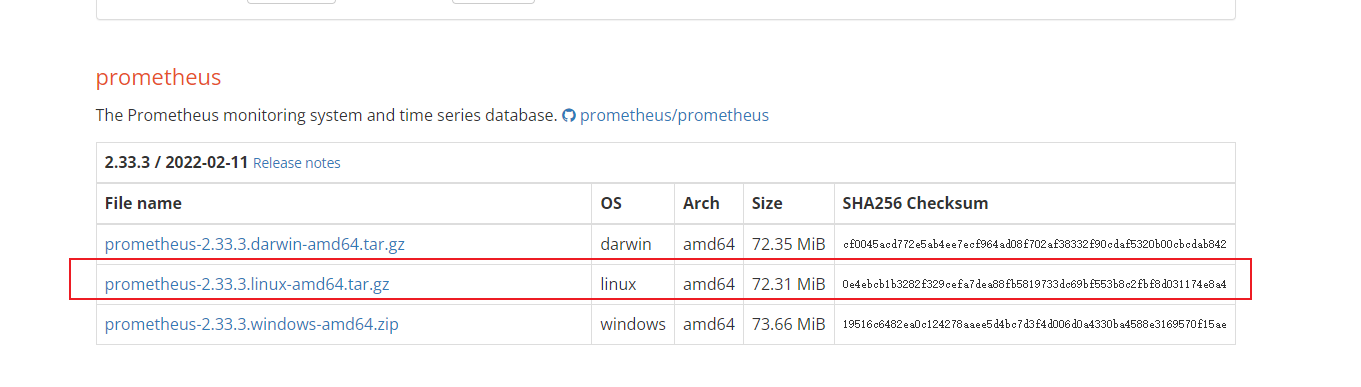 prometheus
The Prometheus monitoring system and time series database. prometheus/prometheus
2.33.3 / 2022-02-11 Release notes
File name OS Arch Size SHA256 Checksum
prometheus-2.33.3.darwin-amd64.tar.gz darwin amd64 72.35 MiB cf0045acd772e5ab4ee7ecf964ad08f702af38332f90cdaf5320b00cbcdab842
prometheus-2.33.3.linux-amd64.tar.gz linux amd64 72.31 MiB 0e4ebcb1b3282f329cefa7dea88fb5819733dc69bf553b8c2fbf8d031174e8a4
prometheus-2.33.3.windows-amd64.zip windows amd64 73.66 MiB 19516c6482ea0c124278aaee5d4bc7d3f4d006d0a4330ba4588e3169570f15ae